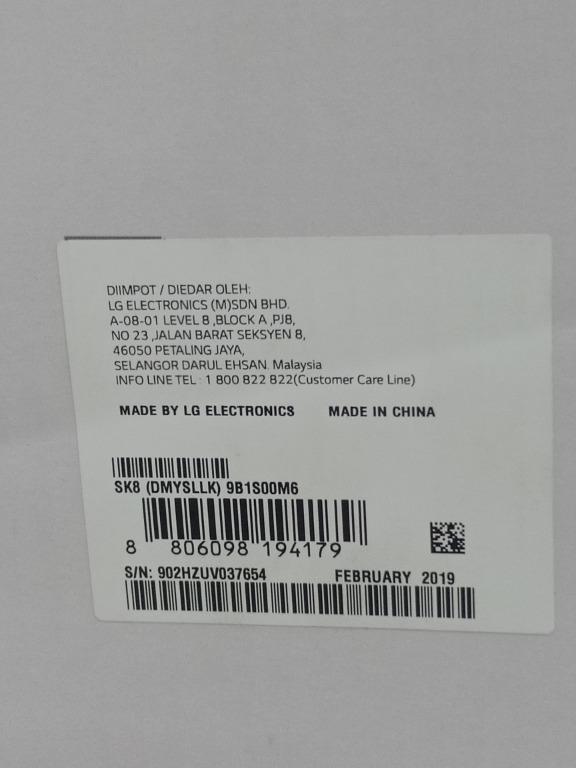 DIIMPOT / DIEDAR OLEH:
LG ELECTRONICS (M)SDN BHD.
A-08-01 LEVEL 8 ,BLOCK A ,PJ8,
NO 23 ,JALAN BARAT SEKSYEN 8,
46050 PETALING JAYA,
SELANGOR DARUL EHSAN. Malaysia
INFO LINE TEL : 1 800 822 822(Customer Care Line)
MADE BY LG ELECTRONICS MADE IN CHINA
SK8 (DMYSLLK) 9B1S00M6
8 806098 194179
S/N: 902HZUV037654 FEBRUARY 2019